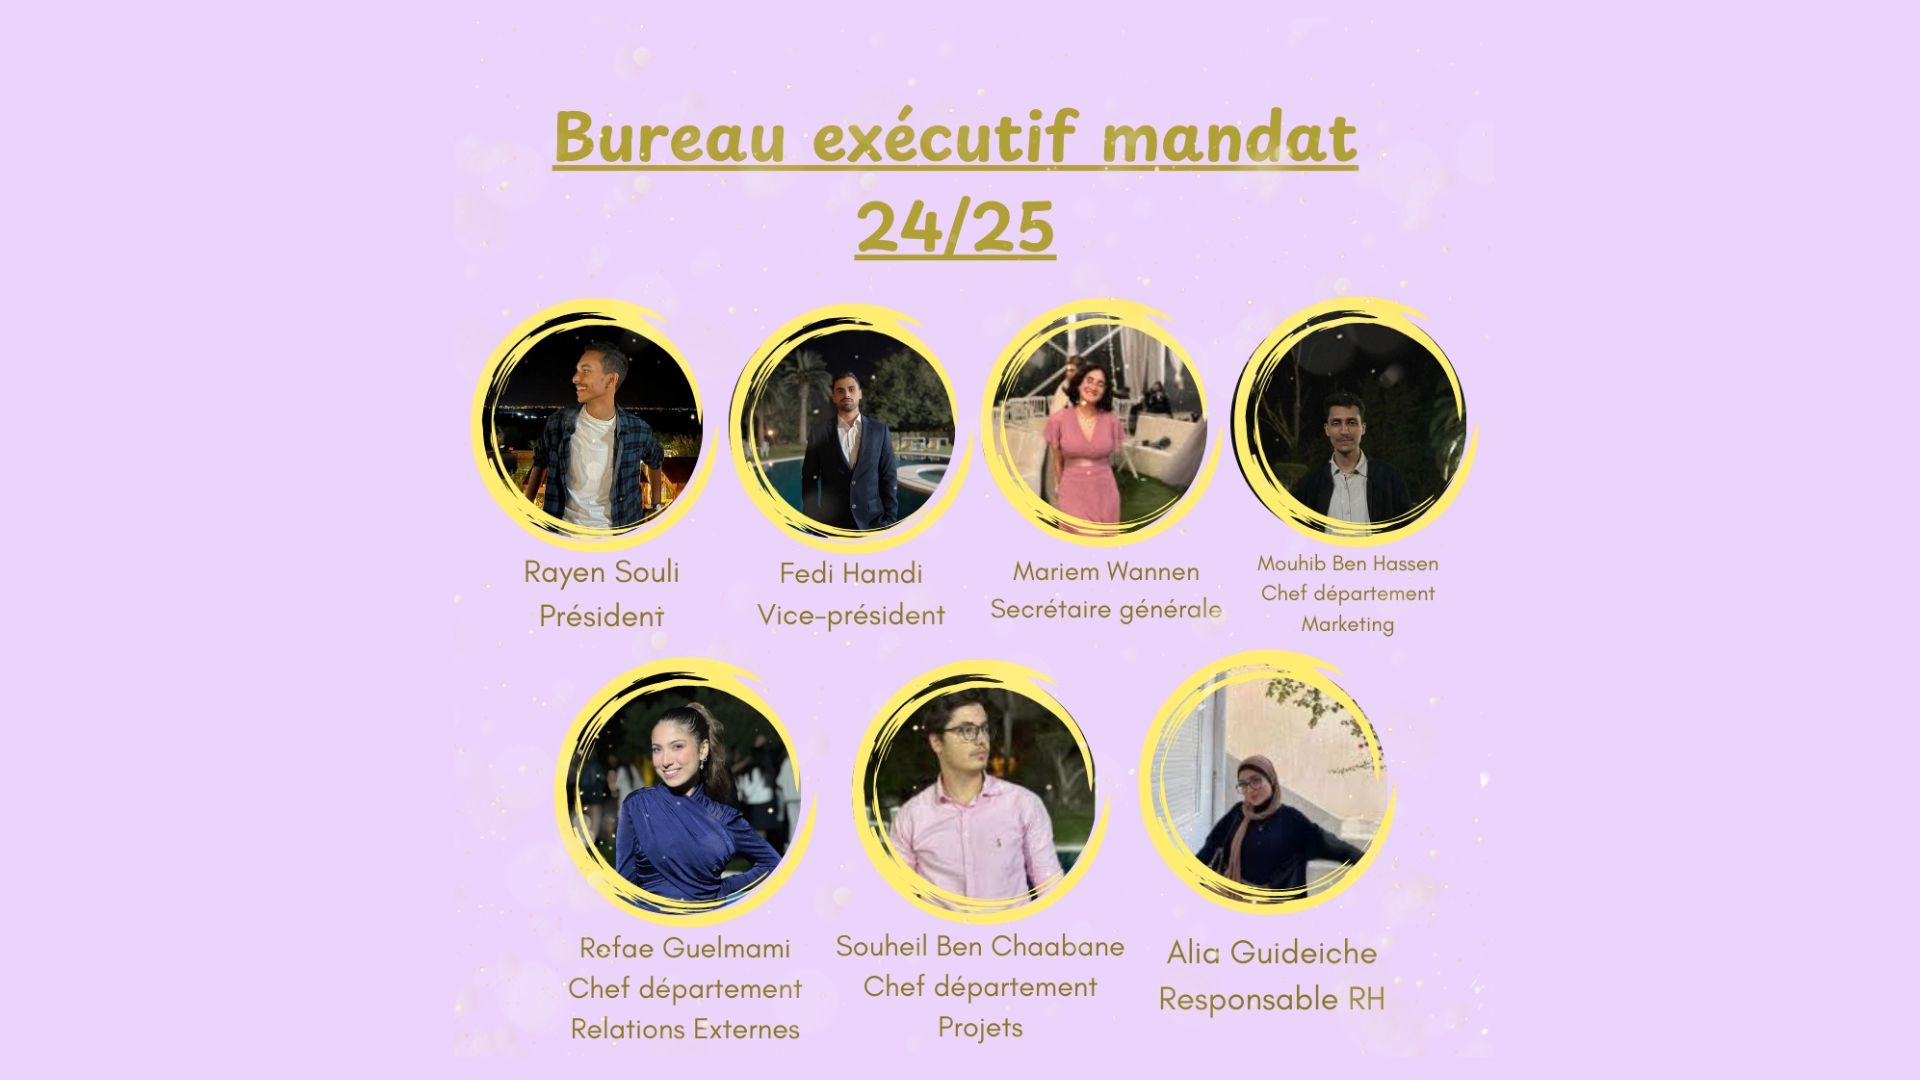 Bureau exécutif mandat
24/25
Rayen Souli
Président
Fedi Hamdi
Vice-président
Mariem Wannen
Secrétaire générale
Mouhib Ben Hassen
Chef département
Marketing
Refae Guelmami
Chef département
Relations Externes
Souheil Ben Chaabane
Chef département
Projets
Alia Guideiche
Responsable RH